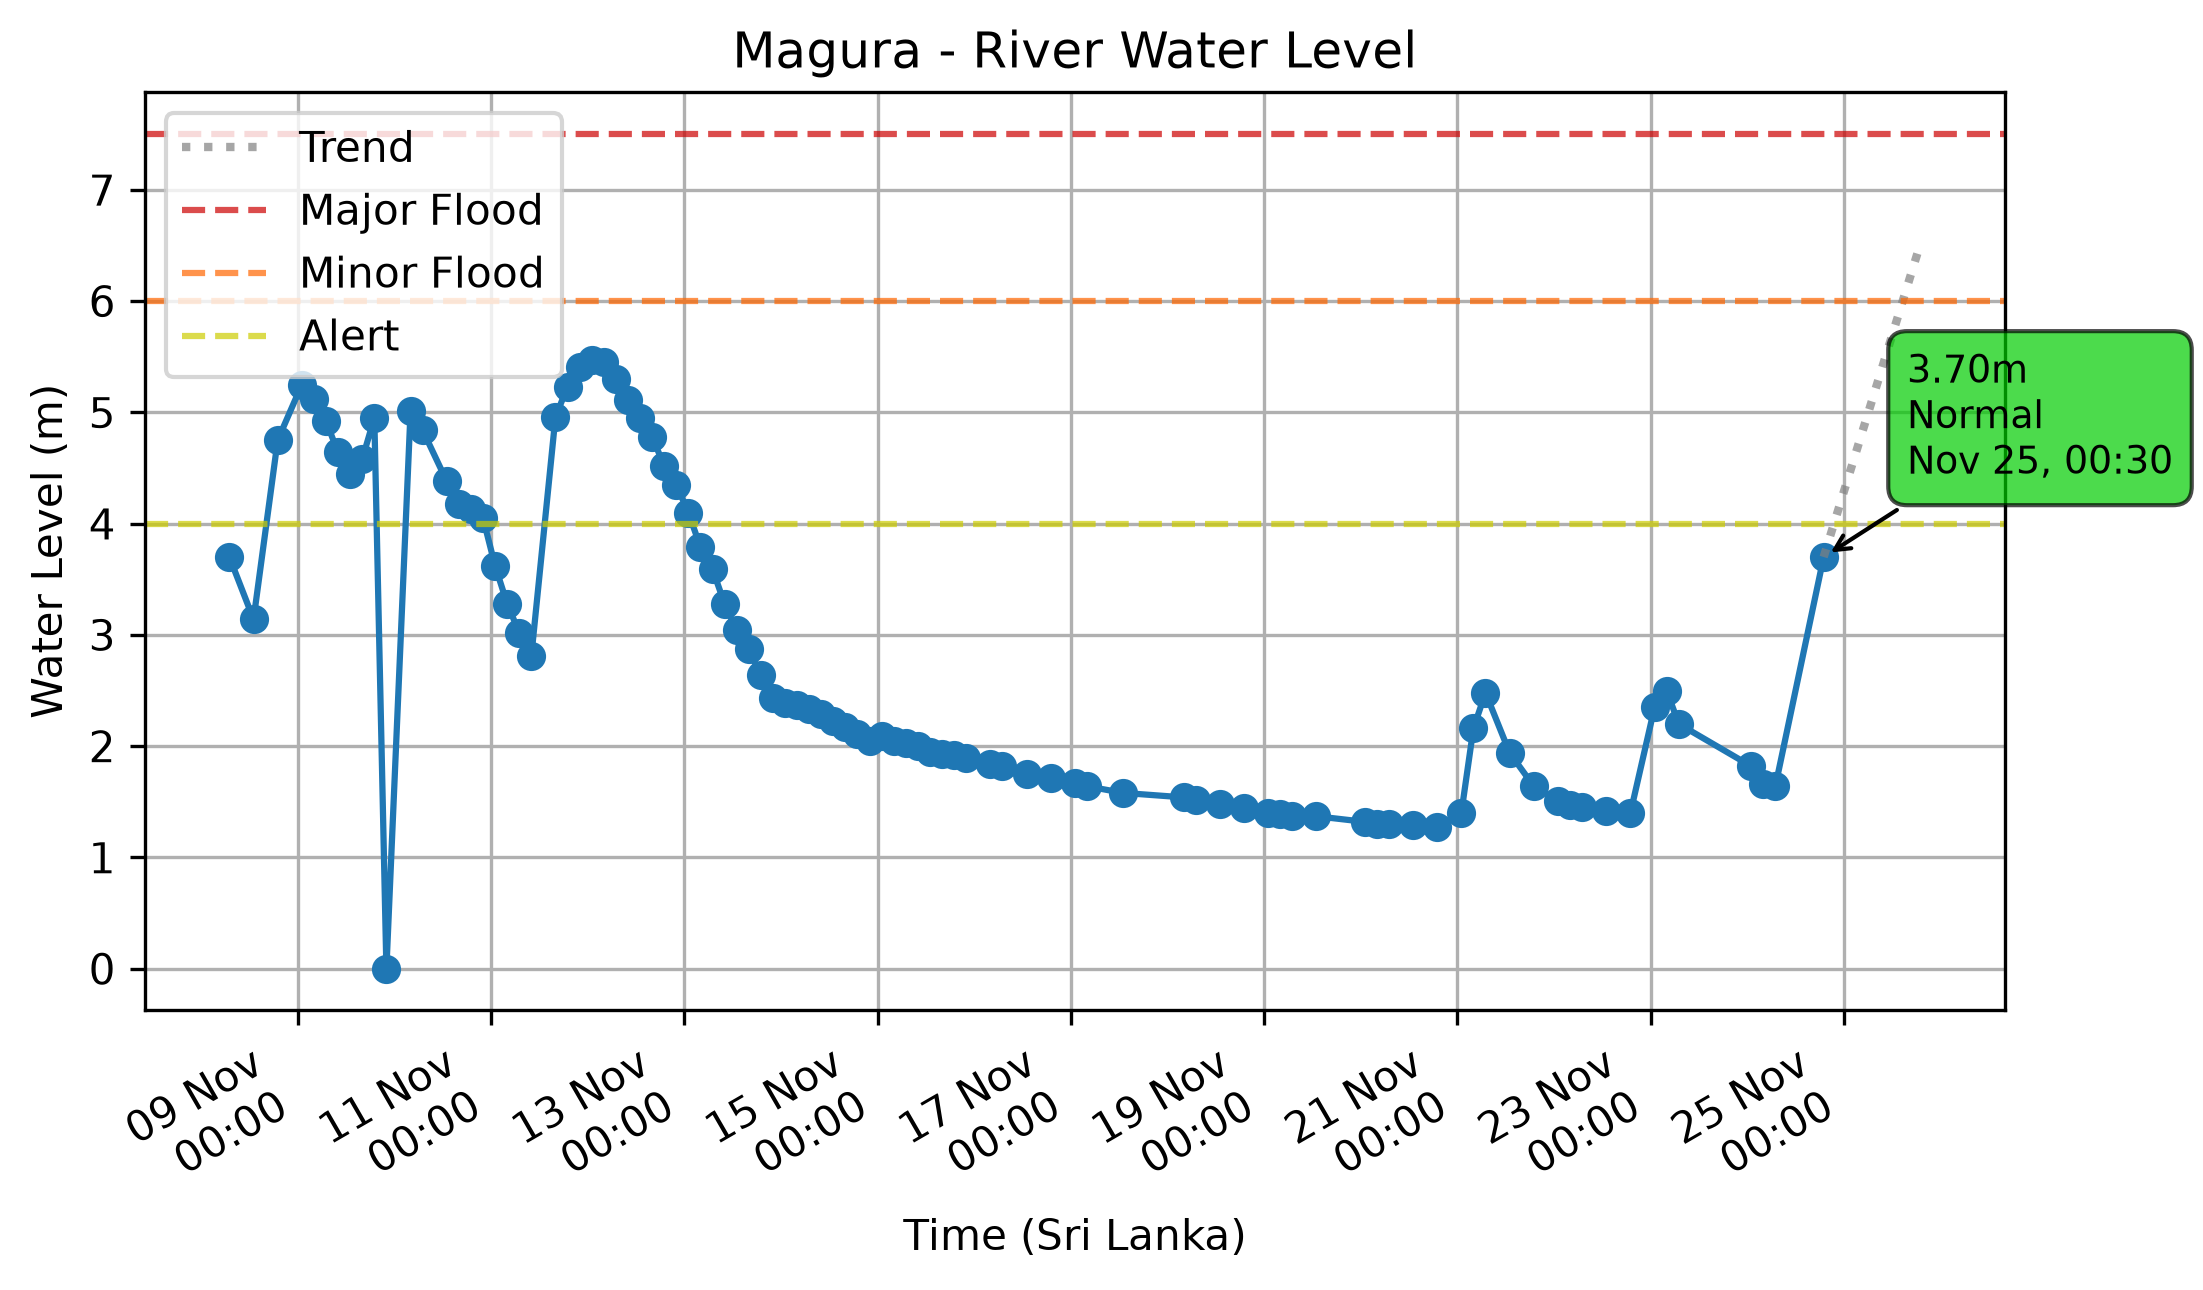 Magura - River Water Level
Trend
Major Flood
Minor Flood
Alert
7
6
5
4
3
2
1
0
Water Level (m)
3.70m
Normal
Nov 25, 00:30
09 Nov
00:00
11 Nov
00:00
13 Nov
00:00
15 Nov
00:00
17 Nov
00:00
19 Nov
00:00
21 Nov
00:00
23 Nov
00:00
25 Nov
00:00
Time (Sri Lanka)